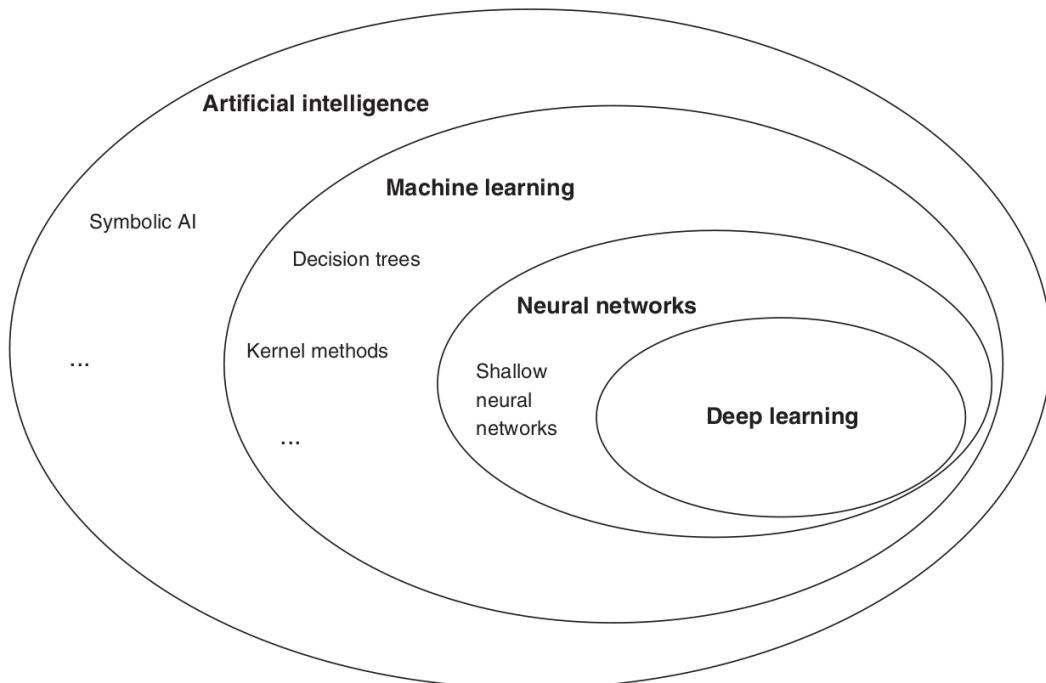 Artificial intelligence
Machine learning
Symbolic AI
Decision trees
Neural networks
Kernel methods
...
Shallow
neural
networks
Deep learning
...